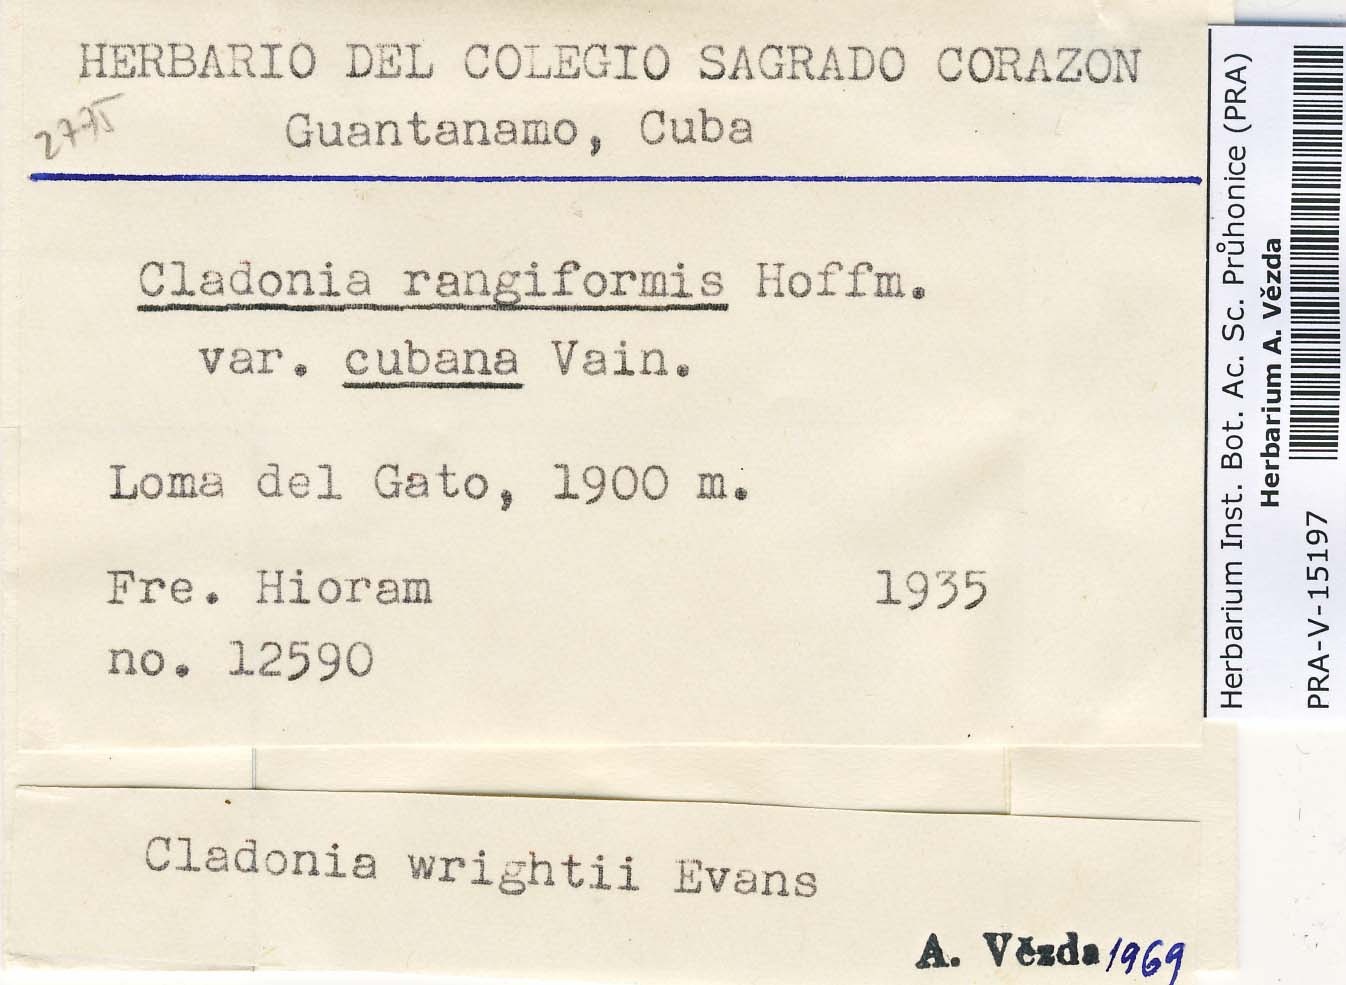 HERBARIO DEL COLEGIO SAGRADO CORAZON
2775
Guantanamo, Cuba
Cladonia rangiformis Hoffm.
var. cubana Vain.
Loma del Gato, 1900 m.
Fre. Hioram 1935
no. 12590
Cladonia wrightii Evans
A. Vězda 1969
Herbarium Inst. Bot. Ac. Sc. Průhonice (PRA)
Herbarium A. Vězda
PRA-V-15197